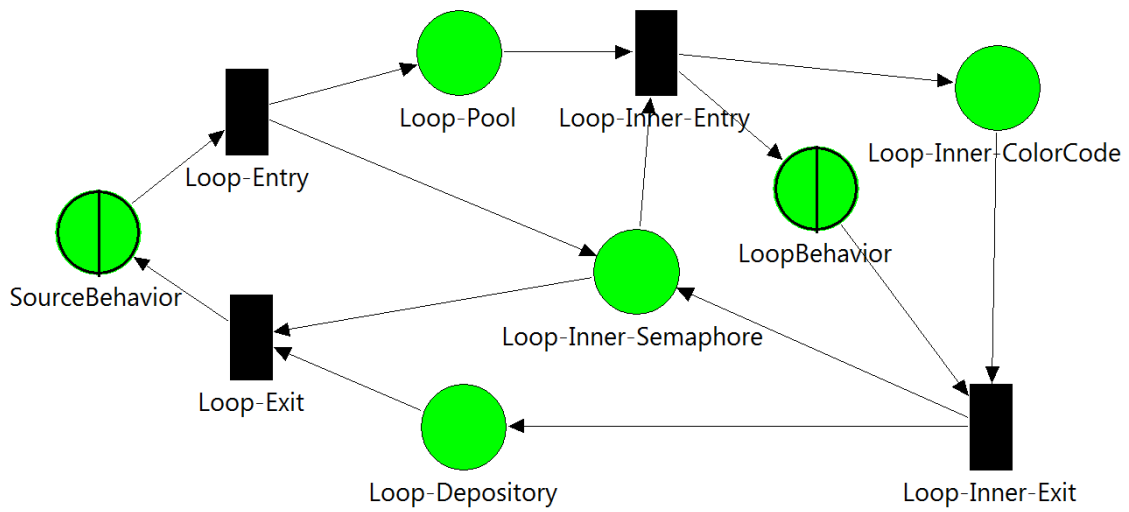 Loop-Pool
Loop-Inner-Entry
Loop-Inner-ColorCode
Loop-Entry
LoopBehavior
SourceBehavior
Loop-Inner-Semaphore
Loop-Exit
Loop-Depository
Loop-Inner-Exit